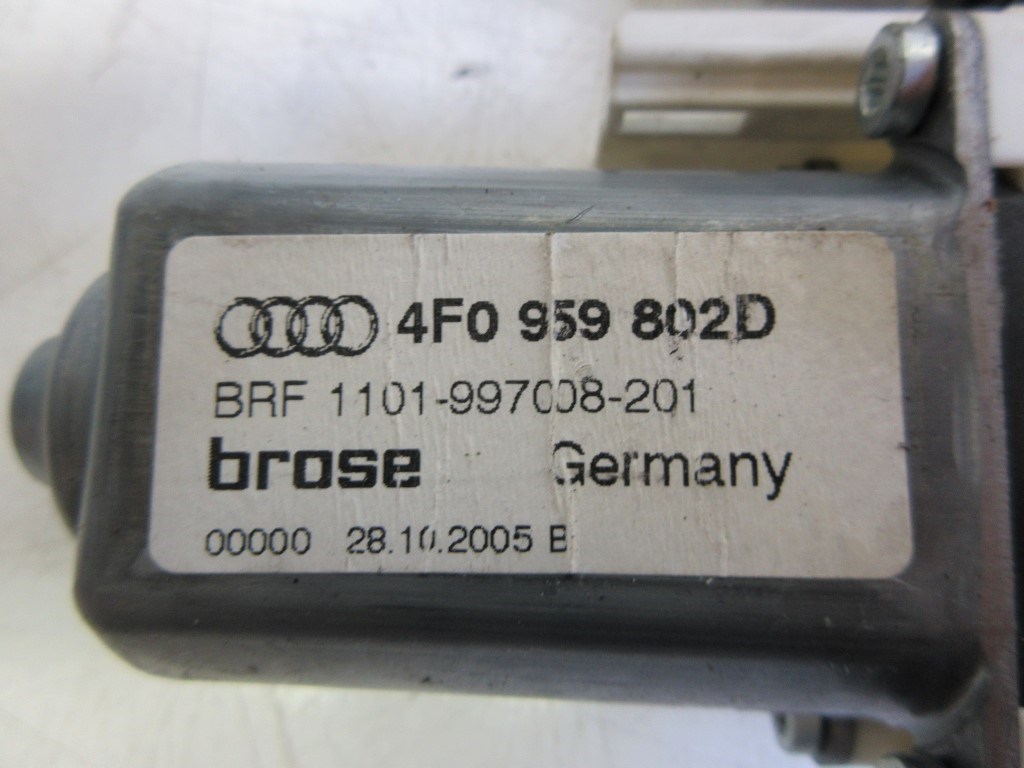 4F0 959 802D
BRF 1101-997008-201
brose Germany
00000 28.10.2005 B